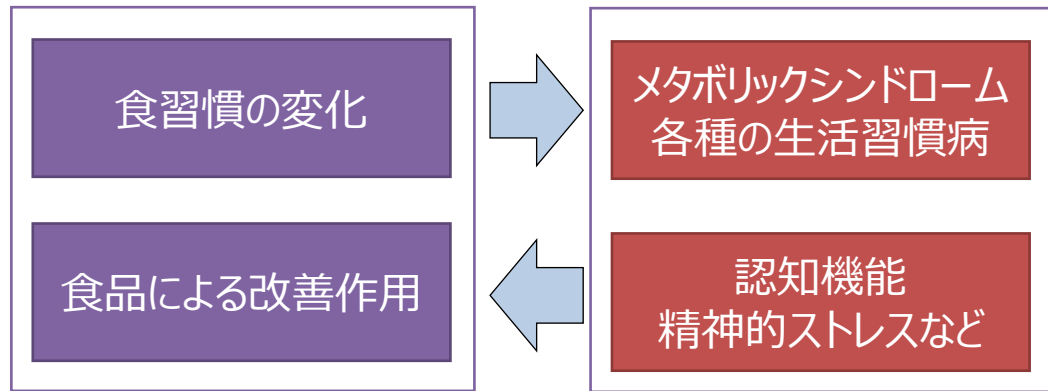 食習慣の変化
メタボリックシンドローム
各種の生活習慣病
食品による改善作用
認知機能
精神的ストレスなど